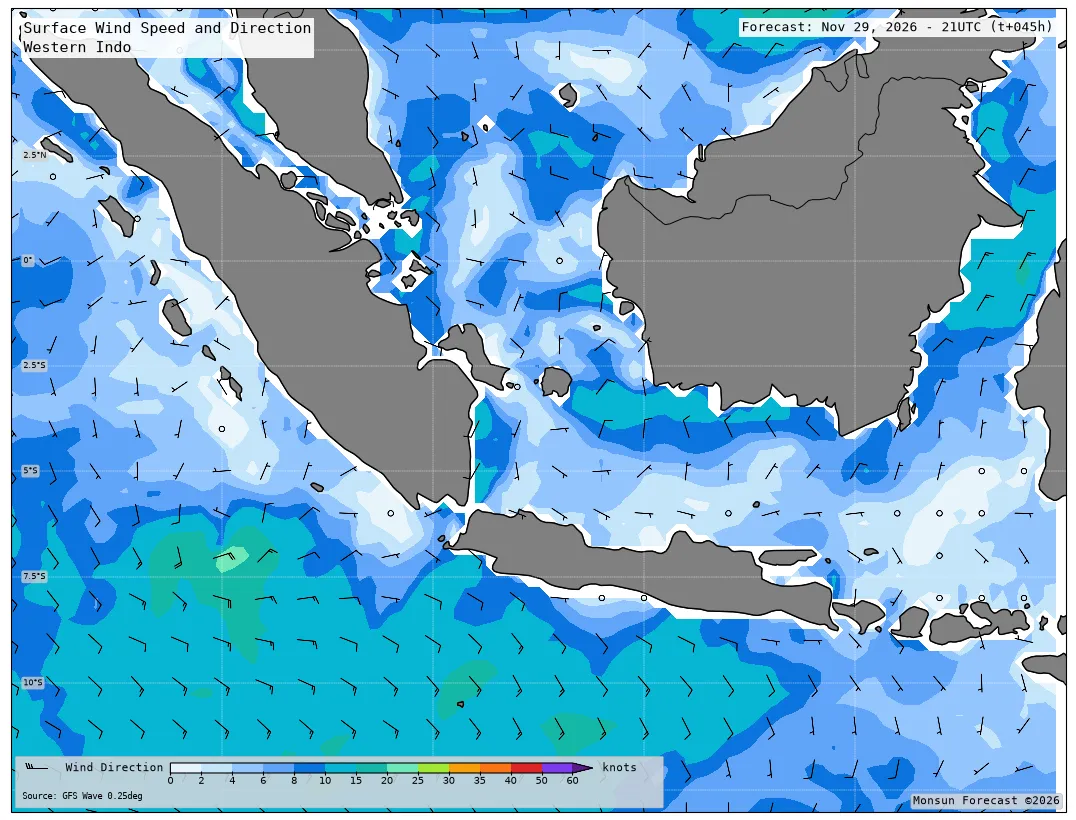 Surface Wind Speed and Direction
Western Indo
Forecast: Nov 29, 2026 - 21UTC (t+045h)
2.5°N
0°
2.5°S
5°S
7.5°S
10°S
Wind Direction
0 2 4 6 8 10 15 20 25 30 35 40 50 60
knots
Source: GFS Wave 0.25deg
Monsun Forecast ©2026